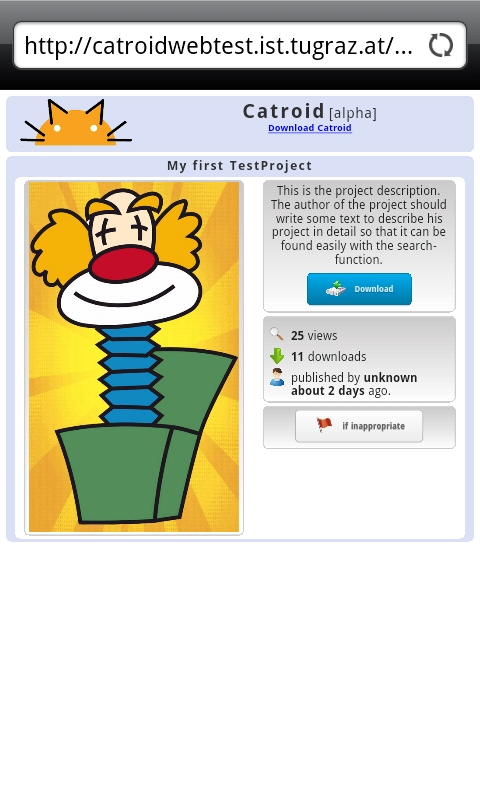 http://catroidwebtest.ist.tugraz.at/...
Catroid [alpha]
Download Catroid
My first TestProject
This is the project description.
The author of the project should
write some text to describe his
project in detail so that it can be
found easily with the search-
function.
Download
25 views
11 downloads
published by unknown
about 2 days ago.
if inappropriate